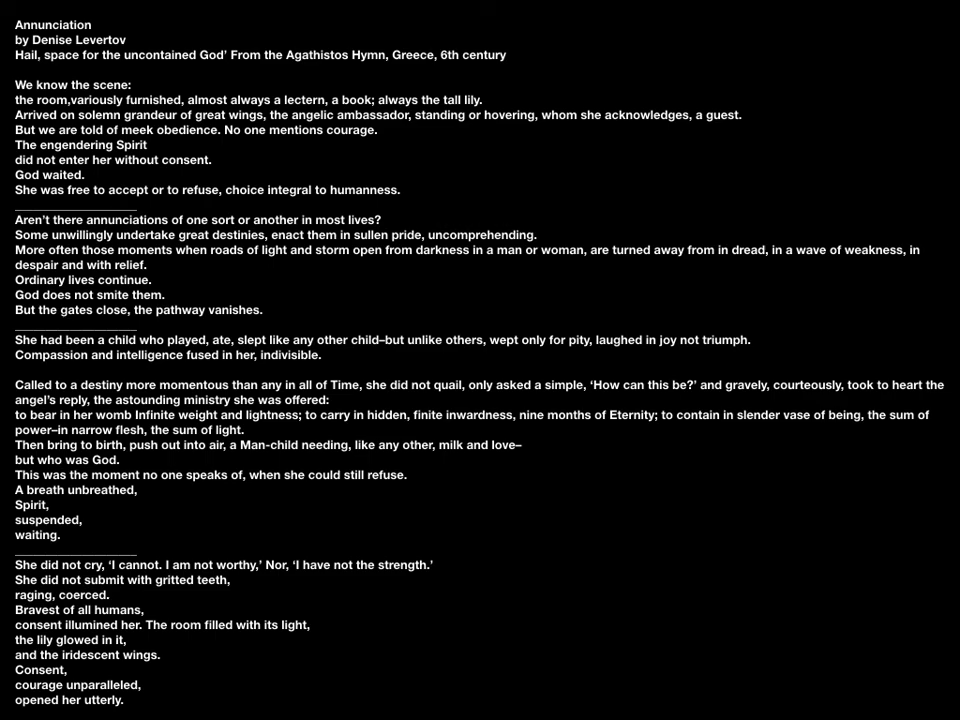 Annunciation
by Denise Levertov
Hail, space for the uncontained God’ From the Agathistos Hymn, Greece, 6th century
We know the scene:
the room,variously furnished, almost always a lectern, a book; always the tall lily.
Arrived on solemn grandeur of great wings, the angelic ambassador, standing or hovering, whom she acknowledges, a guest.
But we are told of meek obedience. No one mentions courage.
The engendering Spirit
did not enter her without consent.
God waited.
She was free to accept or to refuse, choice integral to humanness.
____________________
Aren’t there annunciations of one sort or another in most lives?
Some unwillingly undertake great destinies, enact them in sullen pride, uncomprehending.
More often those moments when roads of light and storm open from darkness in a man or woman, are turned away from in dread, in a wave of weakness, in
despair and with relief.
Ordinary lives continue.
God does not smite them.
But the gates close, the pathway vanishes.
____________________
She had been a child who played, ate, slept like any other child–but unlike others, wept only for pity, laughed in joy not triumph.
Compassion and intelligence fused in her, indivisible.
Called to a destiny more momentous than any in all of Time, she did not quail, only asked a simple, ‘How can this be?’ and gravely, courteously, took to heart the
angel’s reply, the astounding ministry she was offered:
to bear in her womb Infinite weight and lightness; to carry in hidden, finite inwardness, nine months of Eternity; to contain in slender vase of being, the sum of
power–in narrow flesh, the sum of light.
Then bring to birth, push out into air, a Man-child needing, like any other, milk and love–
but who was God.
This was the moment no one speaks of, when she could still refuse.
A breath unbreathed,
Spirit,
suspended,
waiting.
____________________
She did not cry, ‘I cannot. I am not worthy,’ Nor, ‘I have not the strength.’
She did not submit with gritted teeth,
raging, coerced.
Bravest of all humans,
consent illumined her. The room filled with its light,
the lily glowed in it,
and the iridescent wings.
Consent,
courage unparalleled,
opened her utterly.